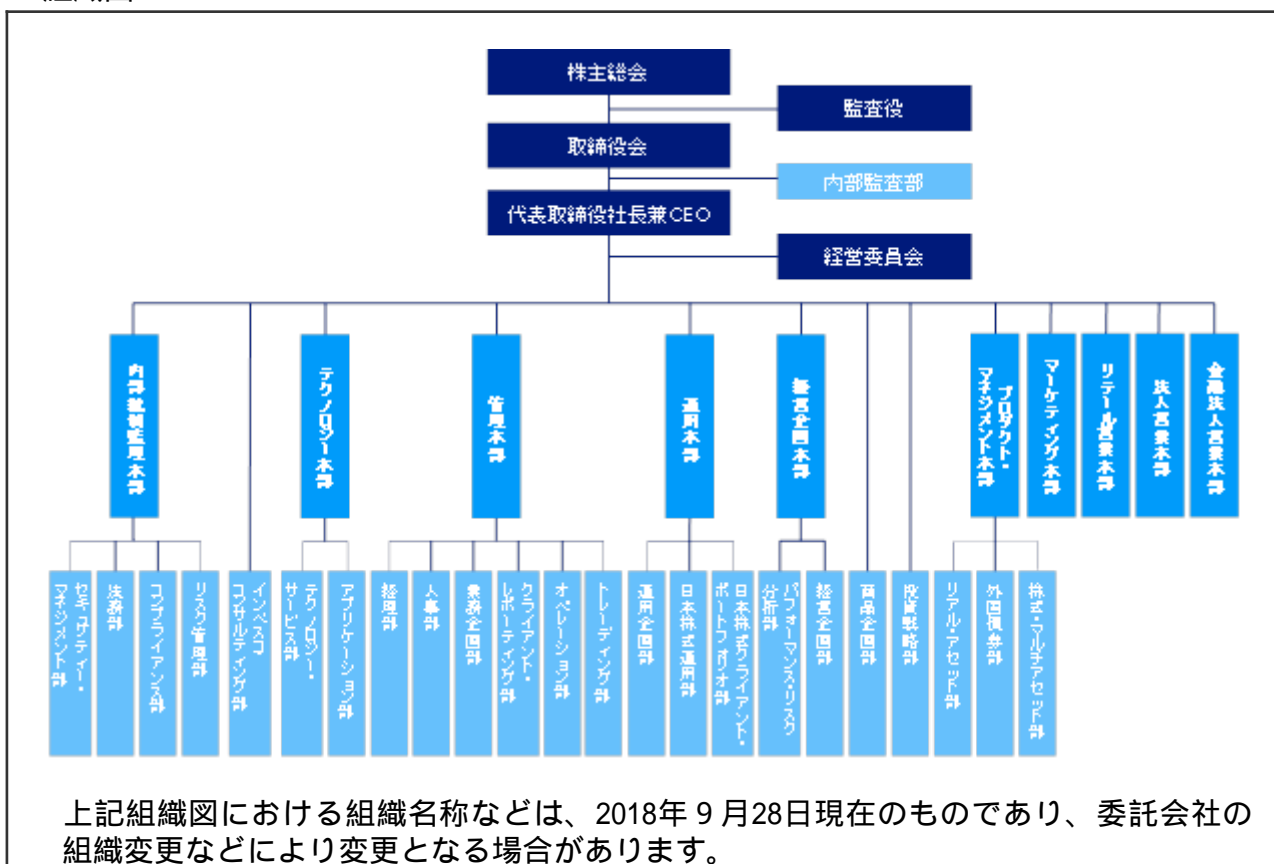 株主総会
監査役
取締役会
内部監査部
代表取締役社長兼CEO
経営委員会
内部統制監理本部
テクノロジー本部
管理本部
運用本部
経営企画本部
プロダクト・
マネジメント本部
マーケティング本部
リテール営業本部
法人営業本部
金融法人営業本部
セキュリティー・
マネジメント部
法務部
コンプライアンス部
リスク管理部
インベスコ
コンサルティング部
テクノロジー・
サービス部
アプリケーション部
経理部
人事部
業務企画部
クライアント・
レポーティング部
オペレーション部
トレーディング部
運用企画部
日本株式運用部
日本株式クライアント・
ポートフォリオ部
パフォーマンス・リスク
分析部
経営企画部
商品企画部
投資戦略部
リアル・アセット部
外国債券部
株式・マルチアセット部
上記組織図における組織名称などは、2018年9月28日現在のものであり、委託会社の
組織変更などにより変更となる場合があります。